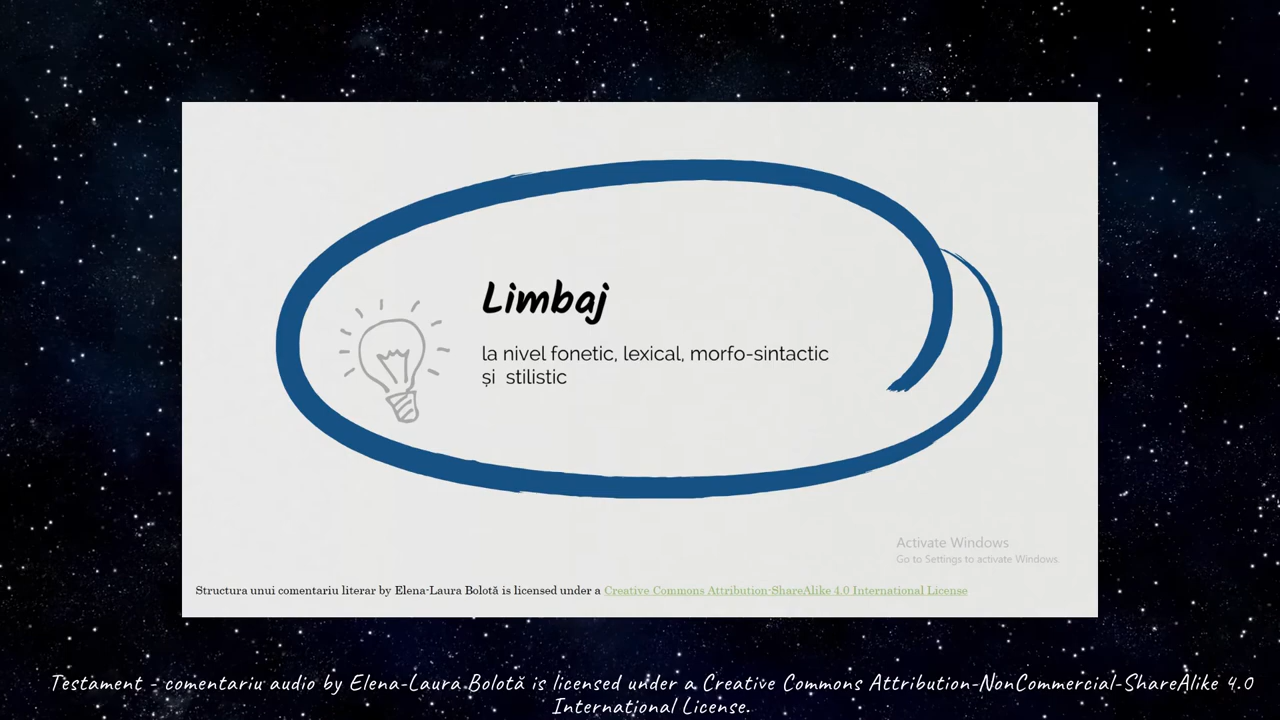 Limbaj
la nivel fonetic, lexical, morfo-sintactic
și stilistic
Activate Windows
Go to Settings to activate Windows.
Structura unui comentariu literar by Elena-Laura Bolotă is licensed under a Creative Commons Attribution-ShareAlike 4.0 International License
Testament - comentariu audio by Elena-Laura Bolotă is licensed under a Creative Commons Attribution-NonCommercial-ShareAlike 4.0
International License.